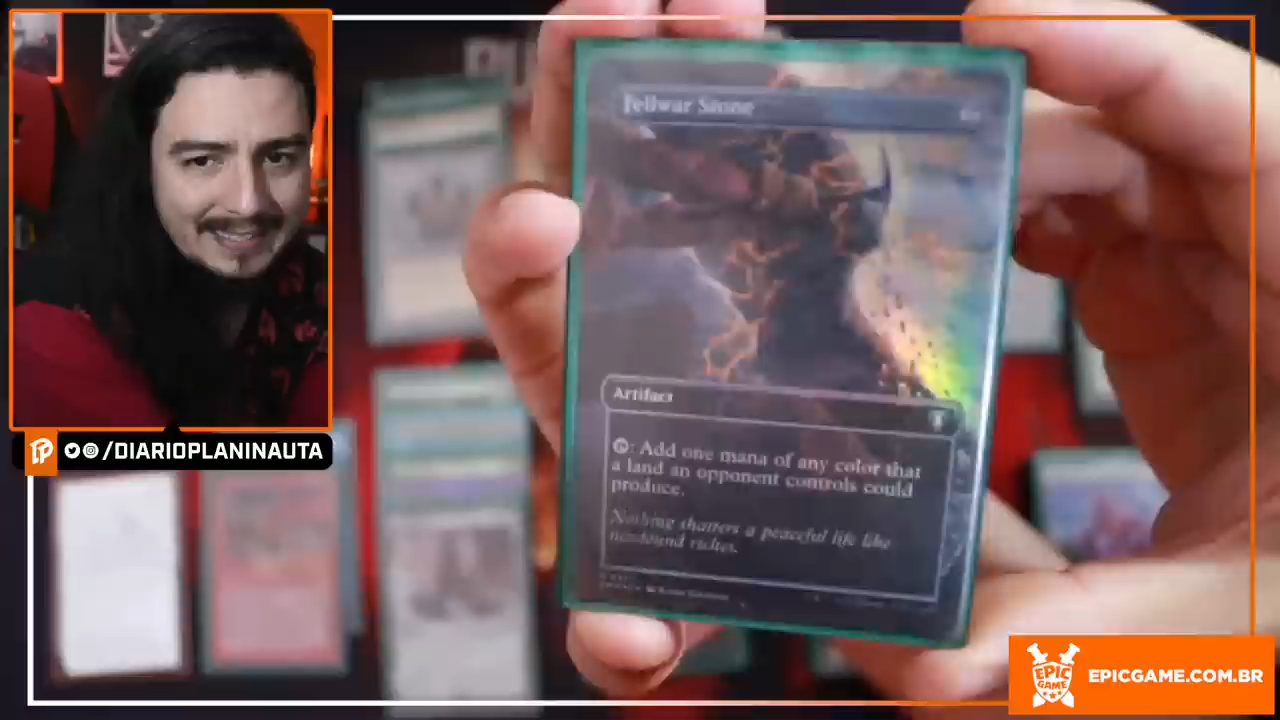 Fellwar Stone
Artifact
: Add one mana of any color that
a land an opponent controls could
produce.
Nothing shatters a peaceful life like
newfound riches.
/DIARIOPLANINAUTA
EPIC
GAME
EPICGAME.COM.BR